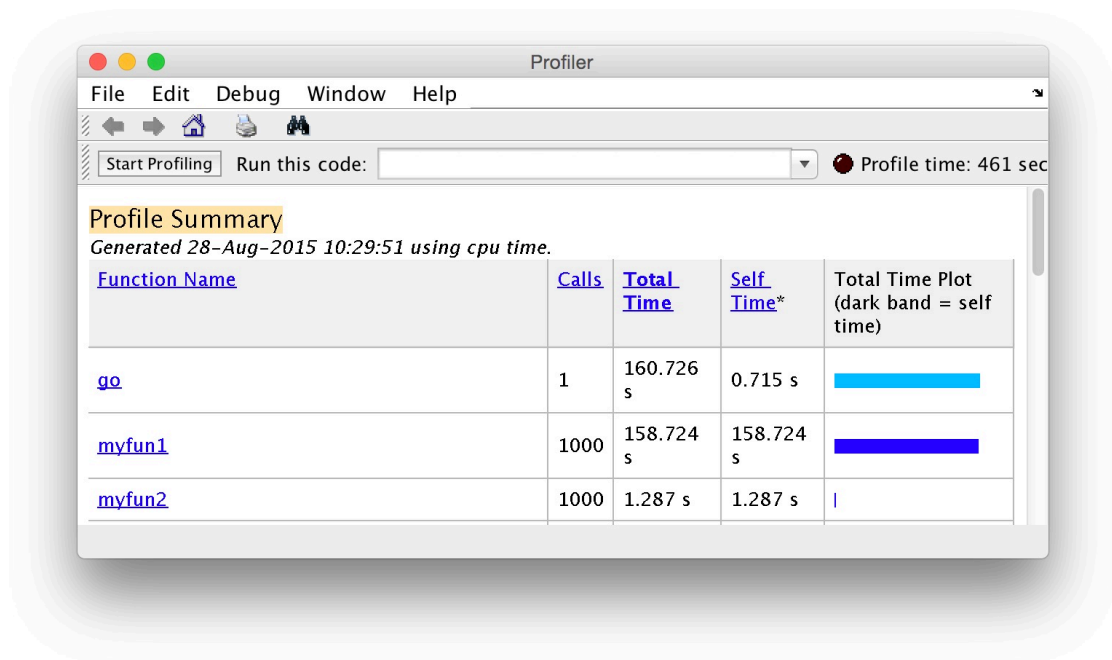 Profiler
File Edit Debug Window Help
Start Profiling Run this code: Profile time: 461 sec
Profile Summary
Generated 28-Aug-2015 10:29:51 using cpu time.
Function Name Calls Total Time Self Time* Total Time Plot (dark band = self time)
go 1 160.726 s 0.715 s
myfun1 1000 158.724 s 158.724 s
myfun2 1000 1.287 s 1.287 s